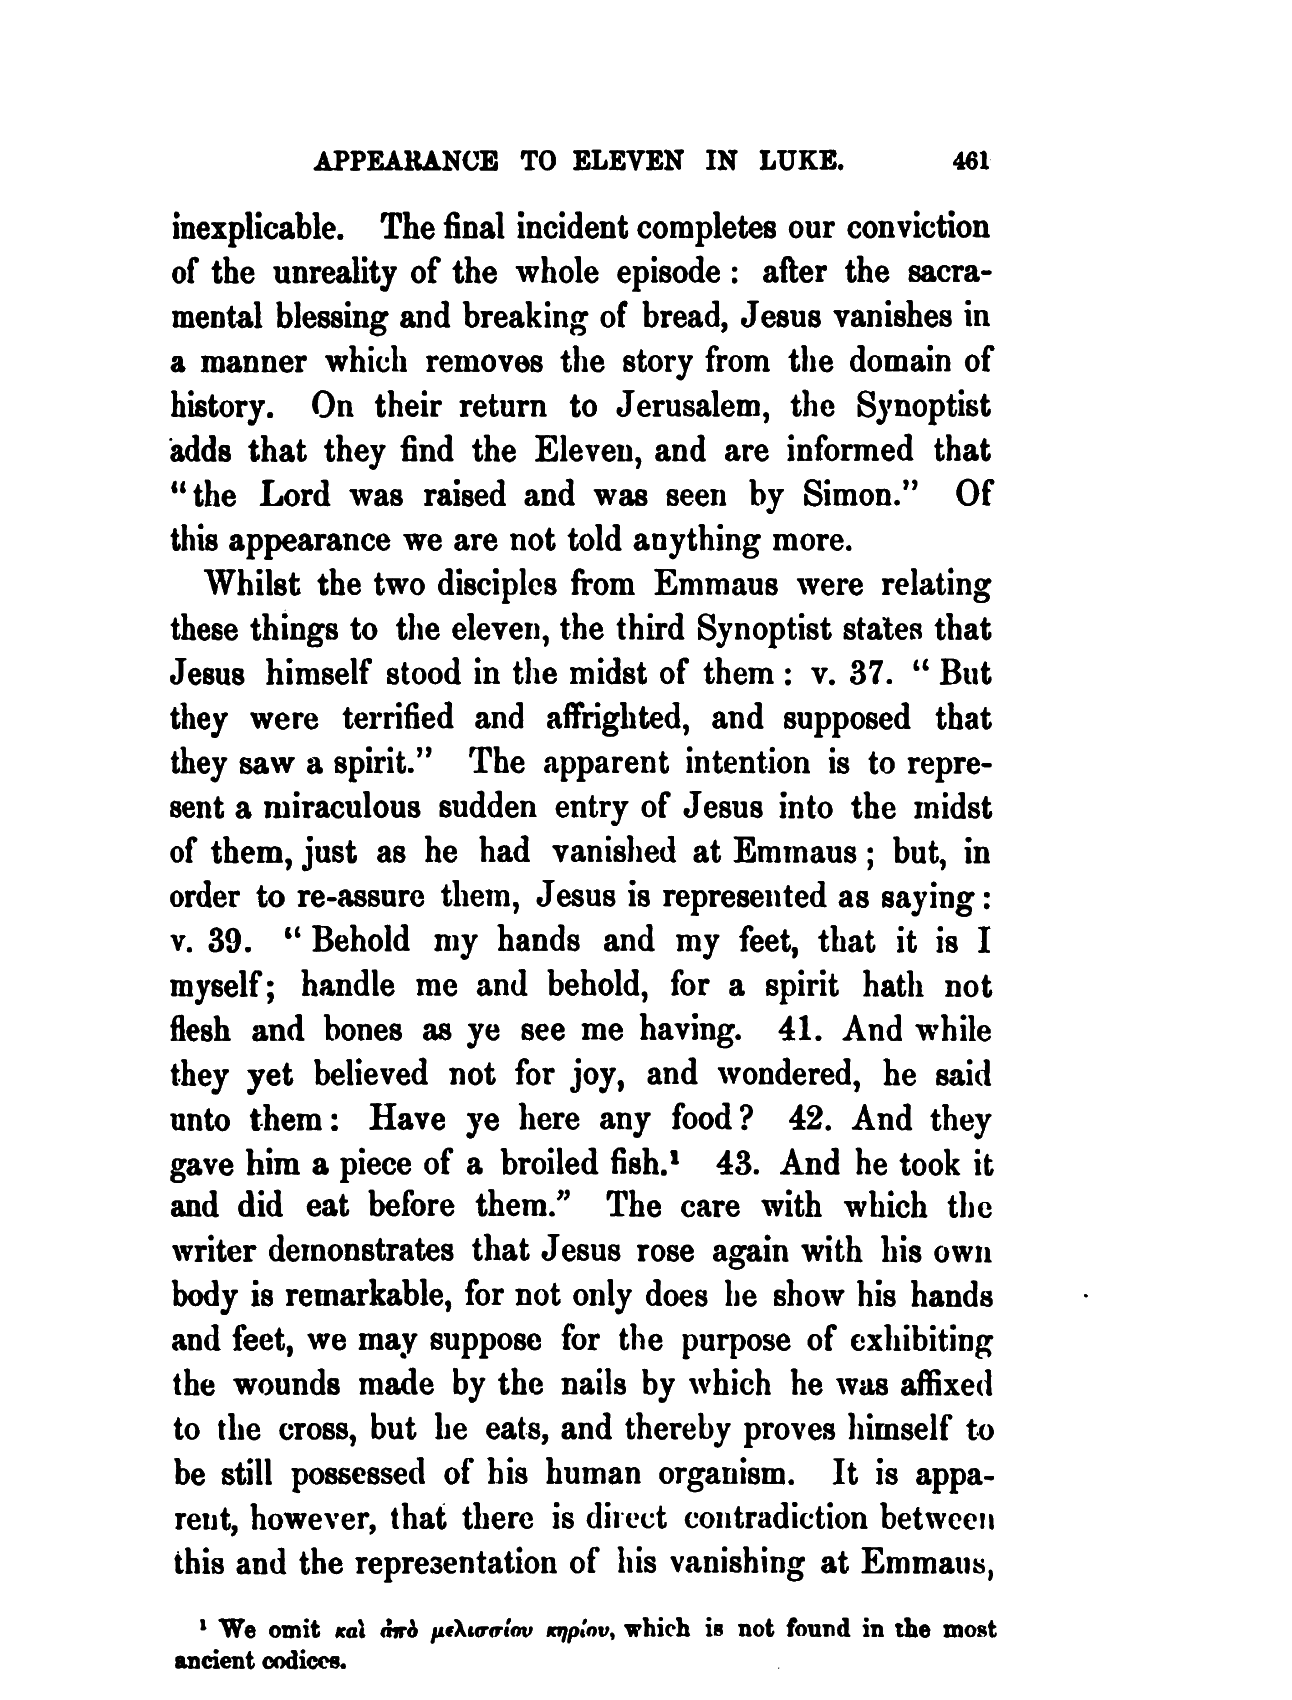 APPEARANCE TO ELEVEN IN LUKE. 461
inexplicable. The final incident completes our conviction
of the unreality of the whole episode : after the sacra-
mental blessing and breaking of bread, Jesus vanishes in
a manner which removes the story from the domain of
history. On their return to Jerusalem, the Synoptist
adds that they find the Eleven, and are informed that
“the Lord was raised and was seen by Simon.” Of
this appearance we are not told anything more.
Whilst the two disciples from Emmaus were relating
these things to the eleven, the third Synoptist states that
Jesus himself stood in the midst of them : v. 37. “ But
they were terrified and affrighted, and supposed that
they saw a spirit.” The apparent intention is to repre-
sent a miraculous sudden entry of Jesus into the midst
of them, just as he had vanished at Emmaus ; but, in
order to re-assure them, Jesus is represented as saying :
v. 39. “ Behold my hands and my feet, that it is I
myself ; handle me and behold, for a spirit hath not
flesh and bones as ye see me having. 41. And while
they yet believed not for joy, and wondered, he said
unto them : Have ye here any food ? 42. And they
gave him a piece of a broiled fish.¹ 43. And he took it
and did eat before them.” The care with which the
writer demonstrates that Jesus rose again with his own
body is remarkable, for not only does he show his hands
and feet, we may suppose for the purpose of exhibiting
the wounds made by the nails by which he was affixed
to the cross, but he eats, and thereby proves himself to
be still possessed of his human organism. It is appa-
rent, however, that there is direct contradiction between
this and the representation of his vanishing at Emmaus,
¹ We omit καὶ ἀπὸ μελισσίου κηρίου, which is not found in the most
ancient codices.